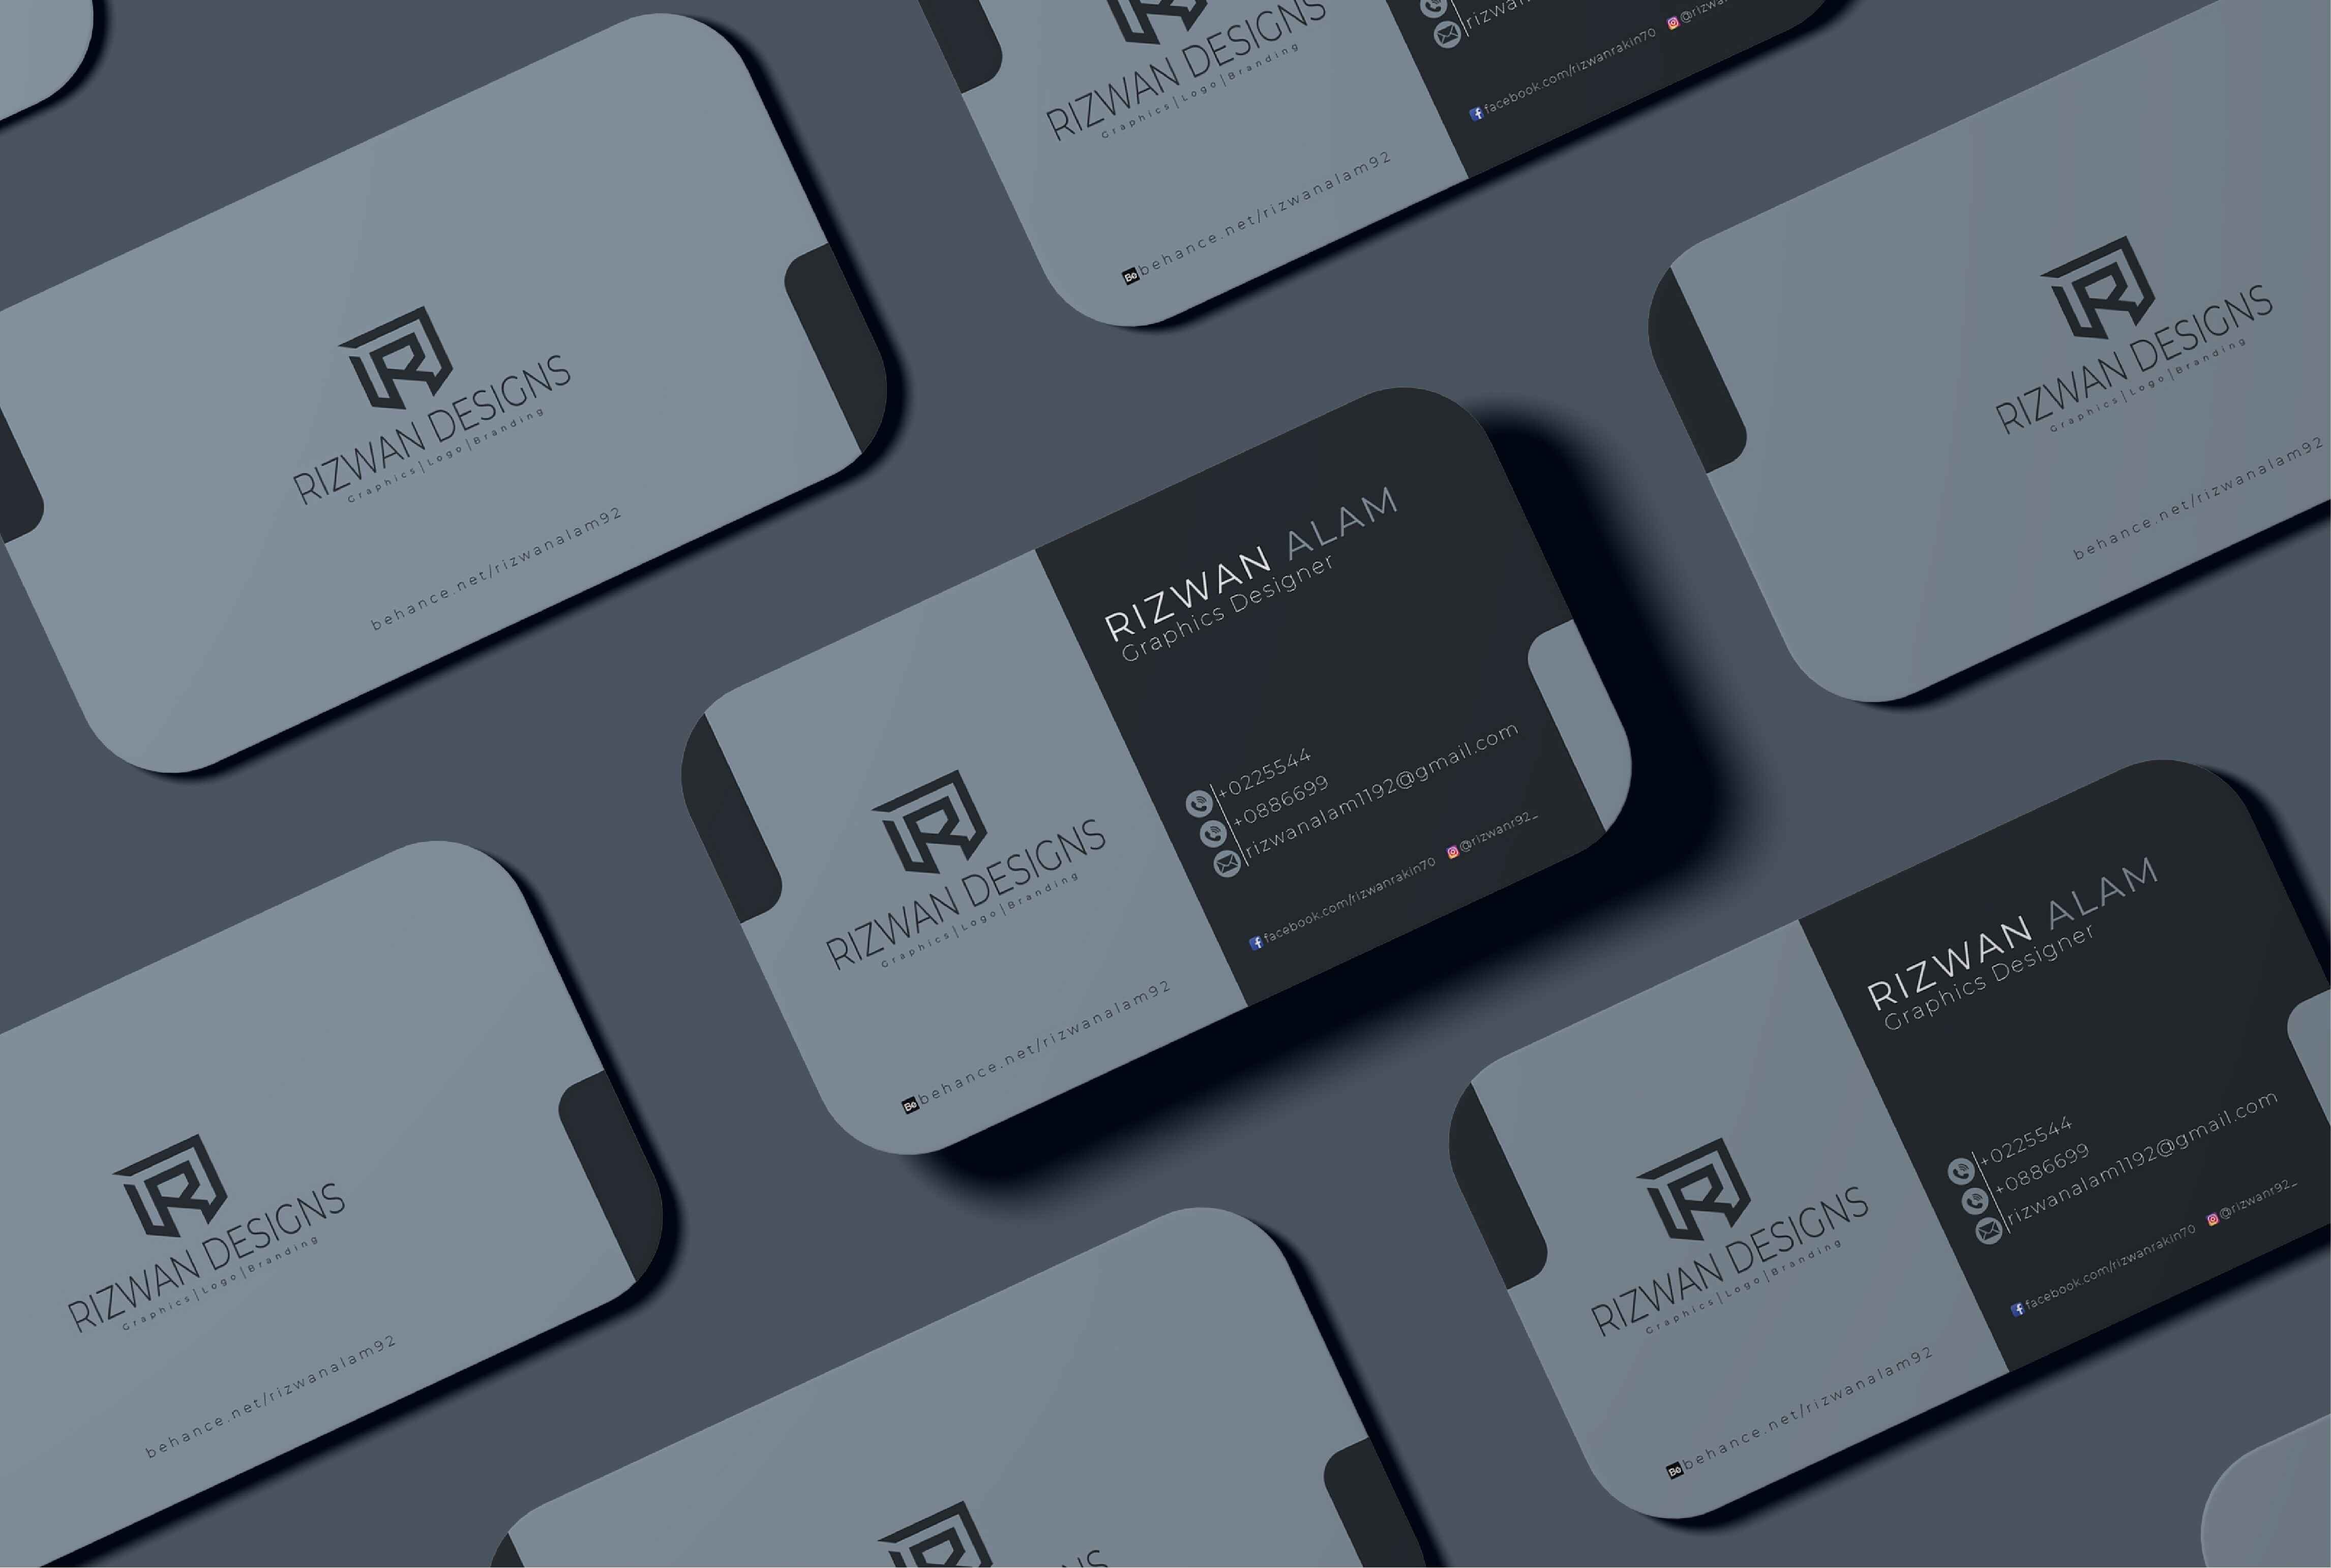 RIZWAN DESIGNS
Graphics|Logo|Branding
behance.net/rizwanalam92
rizwan
facebook.com/rizwanrakin70 @rizwa
RIZWAN DESIGNS
Graphics|Logo|Branding
behance.net/rizwanalam92
RIZWAN DESIGNS
Graphics|Logo|Branding
behance.net/rizwanalam92
RIZWAN ALAM
Graphics Designer
+0225544
+0886699
rizwanalam1192@gmail.com
facebook.com/rizwanrakin70 @rizwanr92_
RIZWAN DESIGNS
Graphics|Logo|Branding
Bē behance.net/rizwanalam92
RIZWAN ALAM
Graphics Designer
+0225544
+0886699
rizwanalam1192@gmail.com
facebook.com/rizwanrakin70 @rizwanr92_
RIZWAN DESIGNS
Graphics|Logo|Branding
Bē behance.net/rizwanalam92
RIZWAN DESIGNS
Graphics|Logo|Branding
behance.net/rizwanalam92
NS